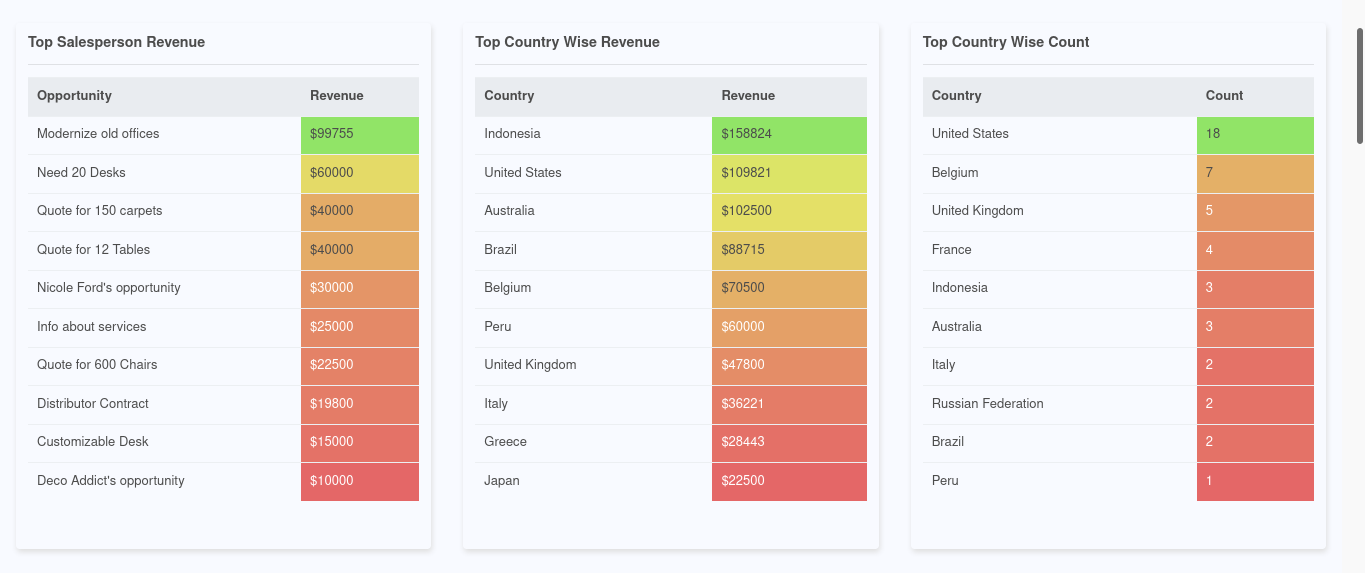 Top Salesperson Revenue
Opportunity Revenue
Modernize old offices $99755
Need 20 Desks $60000
Quote for 150 carpets $40000
Quote for 12 Tables $40000
Nicole Ford's opportunity $30000
Info about services $25000
Quote for 600 Chairs $22500
Distributor Contract $19800
Customizable Desk $15000
Deco Addict's opportunity $10000
Top Country Wise Revenue
Country Revenue
Indonesia $158824
United States $109821
Australia $102500
Brazil $88715
Belgium $70500
Peru $60000
United Kingdom $47800
Italy $36221
Greece $28443
Japan $22500
Top Country Wise Count
Country Count
United States 18
Belgium 7
United Kingdom 5
France 4
Indonesia 3
Australia 3
Italy 2
Russian Federation 2
Brazil 2
Peru 1